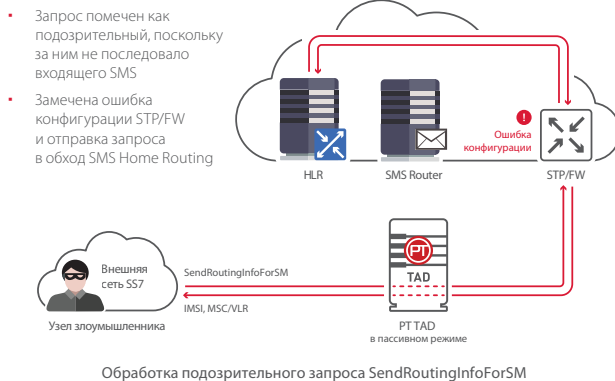 • Запрос помечен как
подозрительный, поскольку
за ним не последовало
входящего SMS
• Замечена ошибка
конфигурации STP/FW
и отправка запроса
в обход SMS Home Routing
!
Ошибка
конфигурации
HLR
SMS Router
STP/FW
PT
TAD
Внешняя
сеть SS7
SendRoutingInfoForSM
IMSI, MSC/VLR
Узел злоумышленника
PT TAD
в пассивном режиме
Обработка подозрительного запроса SendRoutingInfoForSM